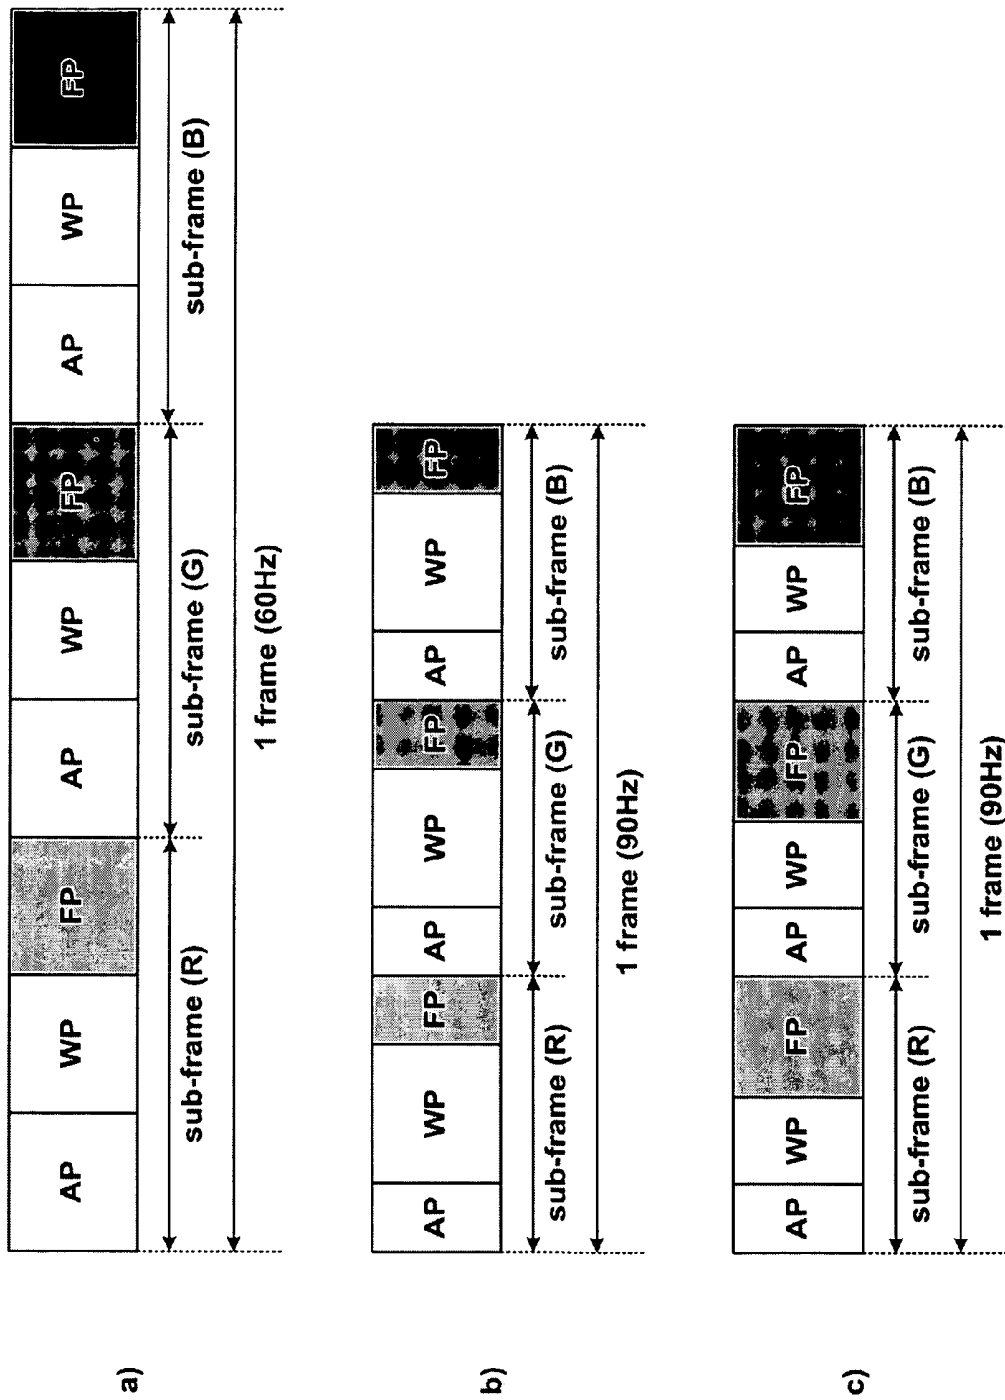 a)
AP WP FP AP WP FP AP WP FP
sub-frame (R) sub-frame (G) sub-frame (B)
1 frame (60Hz)
b)
AP WP FP AP WP FP AP WP FP
sub-frame (R) sub-frame (G) sub-frame (B)
1 frame (90Hz)
c)
AP WP FP AP WP FP AP WP FP
sub-frame (R) sub-frame (G) sub-frame (B)
1 frame (90Hz)